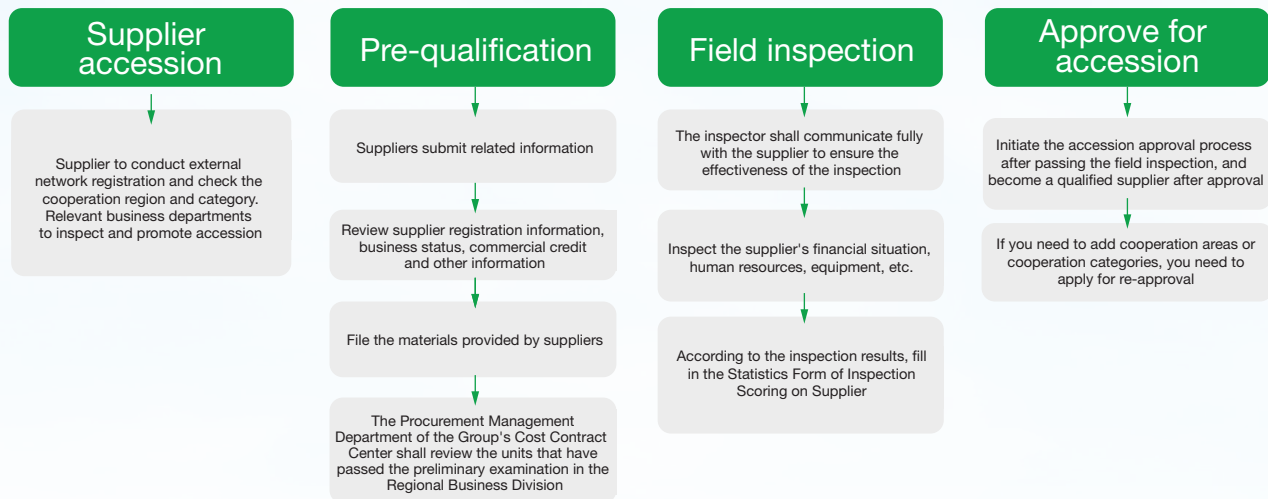 Supplier
accession
Supplier to conduct external
network registration and check the
cooperation region and category.
Relevant business departments
to inspect and promote accession
Pre-qualification
Suppliers submit related information
Review supplier registration information,
business status, commercial credit
and other information
File the materials provided by suppliers
The Procurement Management
Department of the Group's Cost Contract
Center shall review the units that have
passed the preliminary examination in the
Regional Business Division
Field inspection
The inspector shall communicate fully
with the supplier to ensure the
effectiveness of the inspection
Inspect the supplier's financial situation,
human resources, equipment, etc.
According to the inspection results, fill
in the Statistics Form of Inspection
Scoring on Supplier
Approve for
accession
Initiate the accession approval process
after passing the field inspection, and
become a qualified supplier after approval
If you need to add cooperation areas or
cooperation categories, you need to
apply for re-approval